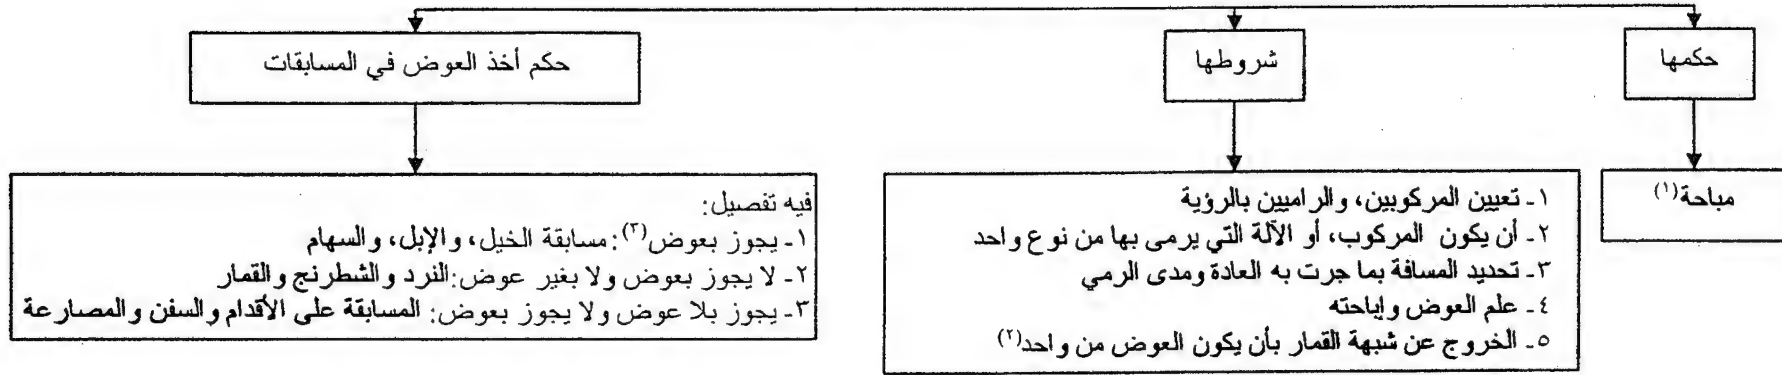 حكمها
شروطها
حكم أخذ العوض في المسابقات
مباحة(١)
١- تعيين المركوبين، والراميين بالرؤية
٢- أن يكون المركوب، أو الآلة التي يرمى بها من نوع واحد
٣- تحديد المسافة بما جرت به العادة ومدى الرمي
٤- علم العوض وإباحته
٥- الخروج عن شبهة القمار بأن يكون العوض من واحد(٢)
فيه تفصيل:
١- يجوز بعوض(٣): مسابقة الخيل، والإبل، والسهام
٢- لا يجوز بعوض ولا بغير عوض: النرد والشطرنج والقمار
٣- يجوز بلا عوض ولا يجوز بعوض: المسابقة على الأقدام والسفن والمصارعة